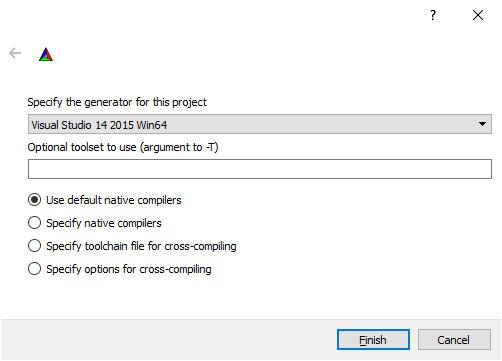 ?
Specify the generator for this project
Visual Studio 14 2015 Win64
Optional toolset to use (argument to -T)
Use default native compilers
Specify native compilers
Specify toolchain file for cross-compiling
Specify options for cross-compiling
Finish
Cancel